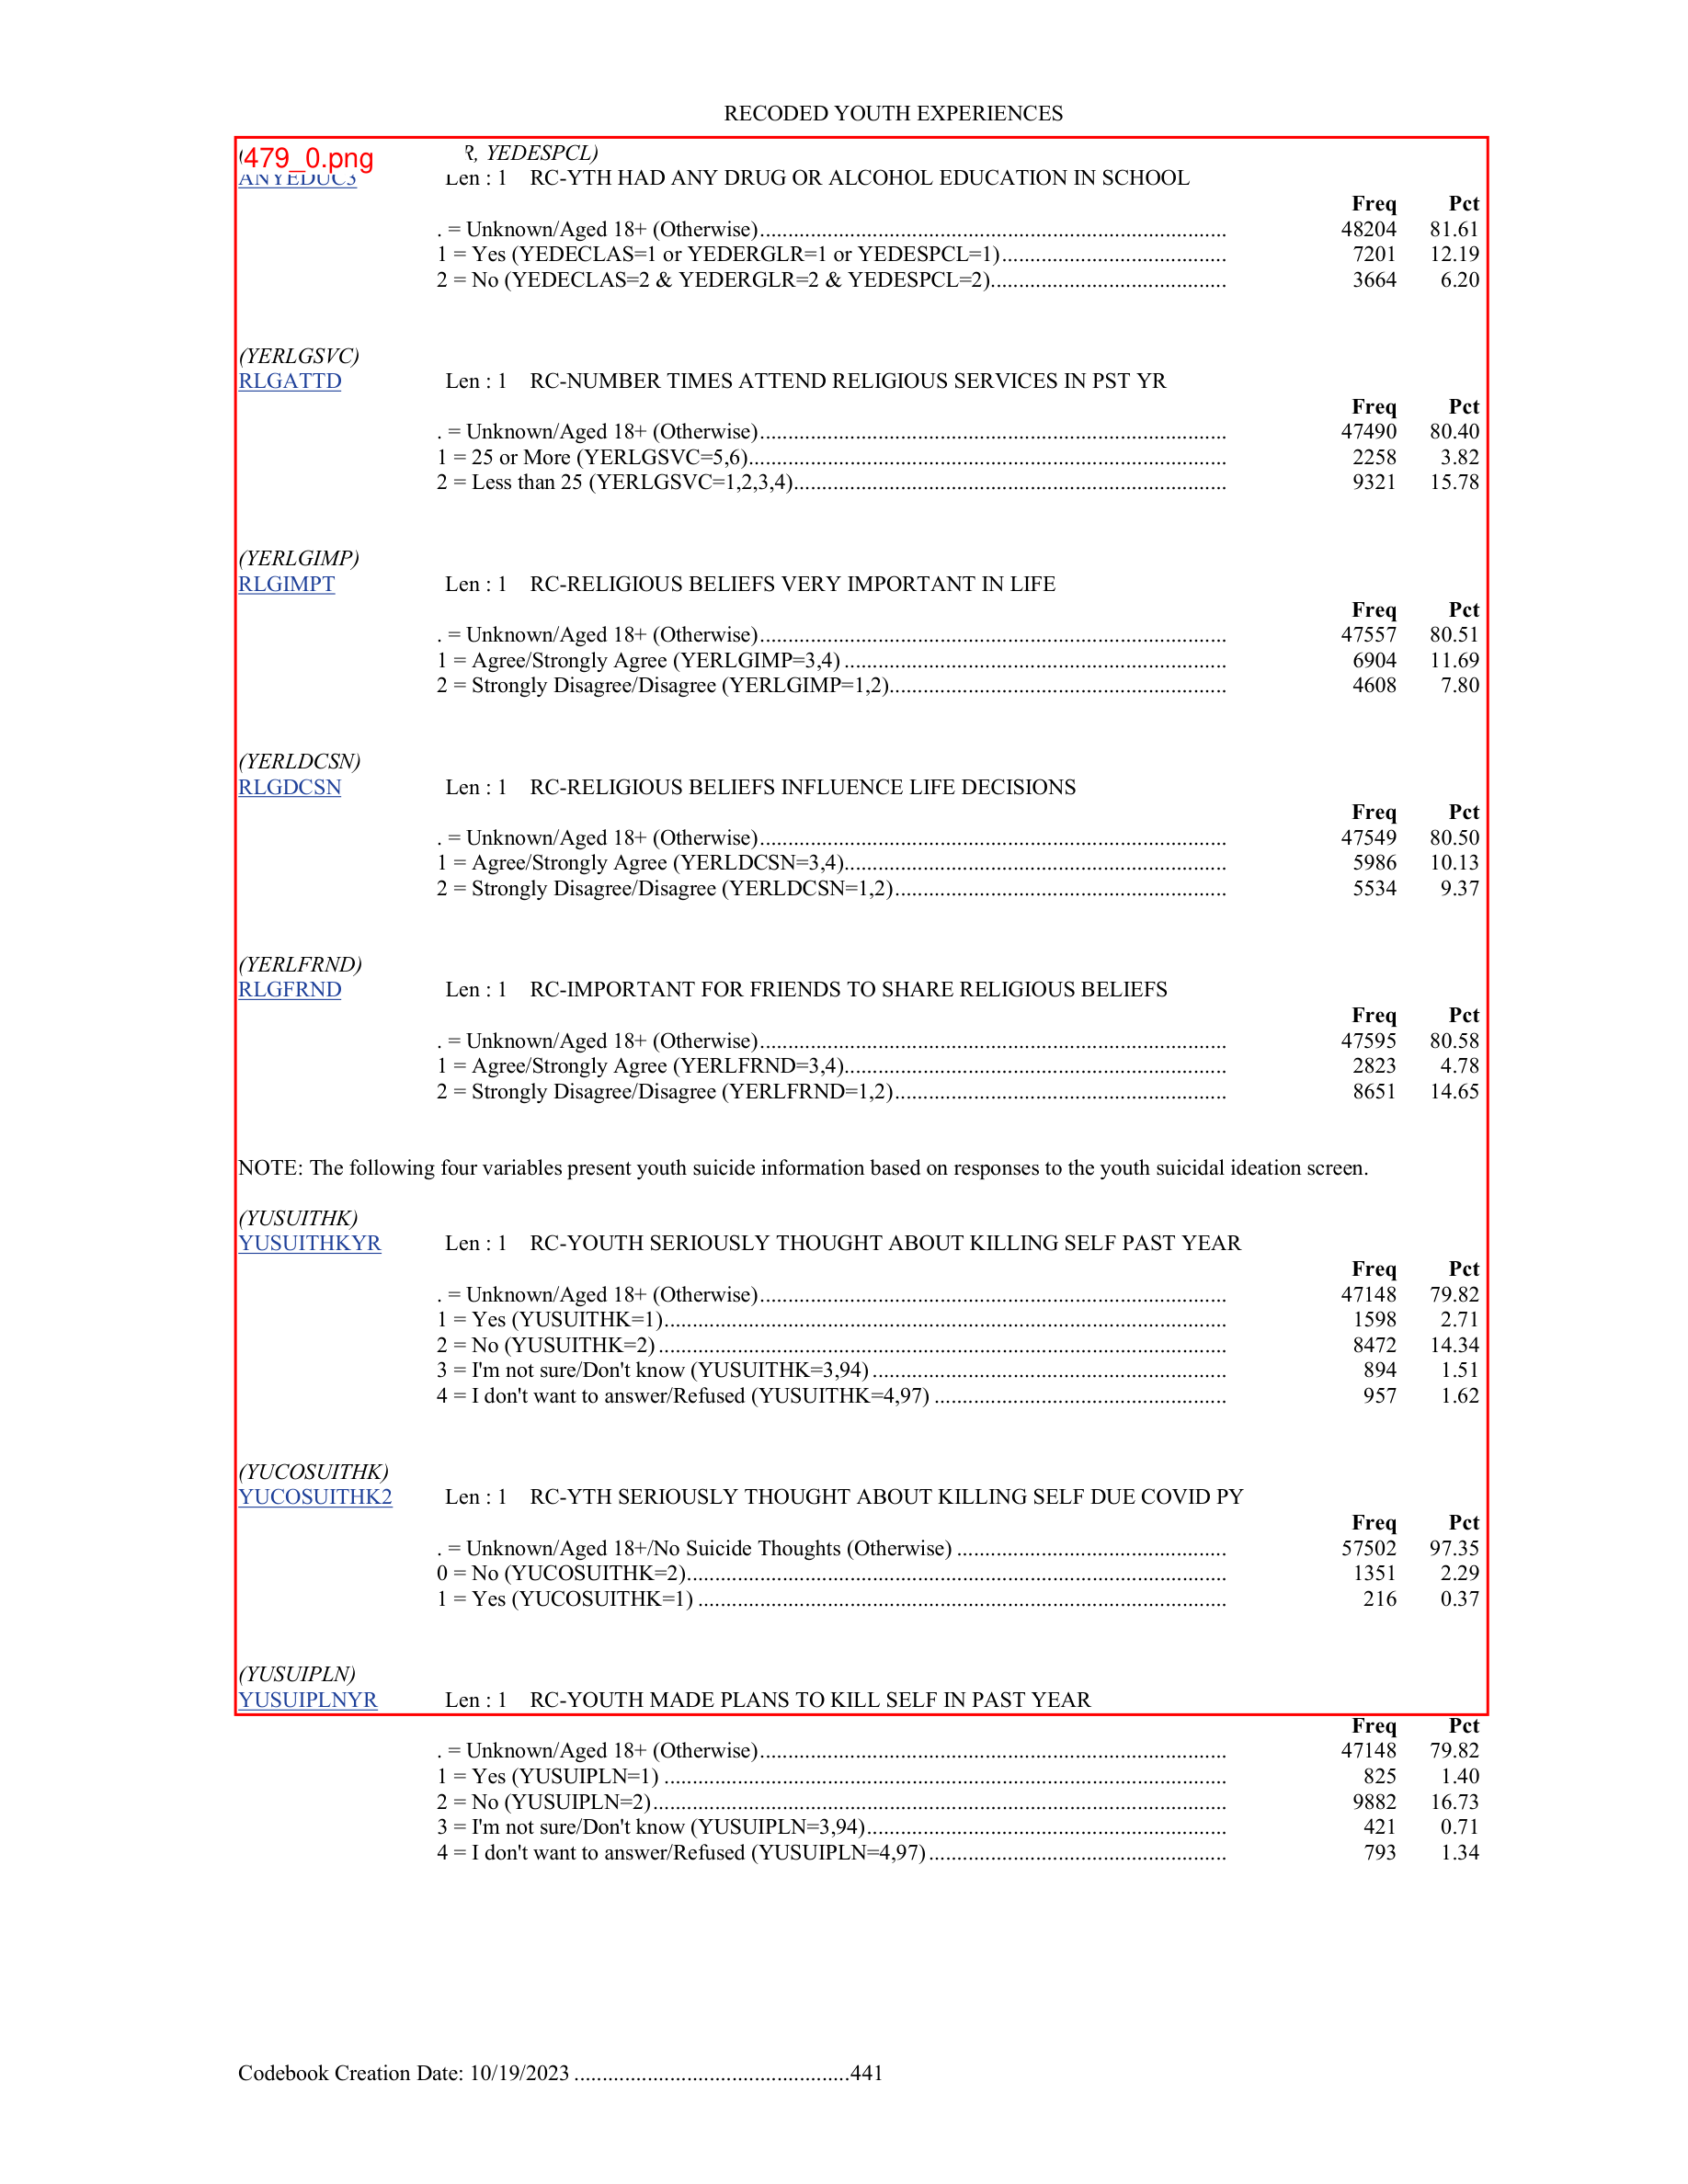 RECODED YOUTH EXPERIENCES
479_0.png
R, YEDESPCL)
ANYEDUC3 Len : 1 RC-YTH HAD ANY DRUG OR ALCOHOL EDUCATION IN SCHOOL
Freq Pct
. = Unknown/Aged 18+ (Otherwise)................................................................................... 48204 81.61
1 = Yes (YEDECLAS=1 or YEDERGLR=1 or YEDESPCL=1)........................................ 7201 12.19
2 = No (YEDECLAS=2 & YEDERGLR=2 & YEDESPCL=2).......................................... 3664 6.20
(YERLGSVC)
RLGATTD Len : 1 RC-NUMBER TIMES ATTEND RELIGIOUS SERVICES IN PST YR
Freq Pct
. = Unknown/Aged 18+ (Otherwise)................................................................................... 47490 80.40
1 = 25 or More (YERLGSVC=5,6)..................................................................................... 2258 3.82
2 = Less than 25 (YERLGSVC=1,2,3,4)............................................................................. 9321 15.78
(YERLGIMP)
RLGIMPT Len : 1 RC-RELIGIOUS BELIEFS VERY IMPORTANT IN LIFE
Freq Pct
. = Unknown/Aged 18+ (Otherwise)................................................................................... 47557 80.51
1 = Agree/Strongly Agree (YERLGIMP=3,4) .................................................................... 6904 11.69
2 = Strongly Disagree/Disagree (YERLGIMP=1,2)............................................................ 4608 7.80
(YERLDCSN)
RLGDCSN Len : 1 RC-RELIGIOUS BELIEFS INFLUENCE LIFE DECISIONS
Freq Pct
. = Unknown/Aged 18+ (Otherwise)................................................................................... 47549 80.50
1 = Agree/Strongly Agree (YERLDCSN=3,4).................................................................... 5986 10.13
2 = Strongly Disagree/Disagree (YERLDCSN=1,2)........................................................... 5534 9.37
(YERLFRND)
RLGFRND Len : 1 RC-IMPORTANT FOR FRIENDS TO SHARE RELIGIOUS BELIEFS
Freq Pct
. = Unknown/Aged 18+ (Otherwise)................................................................................... 47595 80.58
1 = Agree/Strongly Agree (YERLFRND=3,4).................................................................... 2823 4.78
2 = Strongly Disagree/Disagree (YERLFRND=1,2)........................................................... 8651 14.65
NOTE: The following four variables present youth suicide information based on responses to the youth suicidal ideation screen.
(YUSUITHK)
YUSUITHKYR Len : 1 RC-YOUTH SERIOUSLY THOUGHT ABOUT KILLING SELF PAST YEAR
Freq Pct
. = Unknown/Aged 18+ (Otherwise)................................................................................... 47148 79.82
1 = Yes (YUSUITHK=1).................................................................................................... 1598 2.71
2 = No (YUSUITHK=2) ..................................................................................................... 8472 14.34
3 = I'm not sure/Don't know (YUSUITHK=3,94) ............................................................... 894 1.51
4 = I don't want to answer/Refused (YUSUITHK=4,97) .................................................... 957 1.62
(YUCOSUITHK)
YUCOSUITHK2 Len : 1 RC-YTH SERIOUSLY THOUGHT ABOUT KILLING SELF DUE COVID PY
Freq Pct
. = Unknown/Aged 18+/No Suicide Thoughts (Otherwise) ................................................ 57502 97.35
0 = No (YUCOSUITHK=2)................................................................................................ 1351 2.29
1 = Yes (YUCOSUITHK=1) .............................................................................................. 216 0.37
(YUSUIPLN)
YUSUIPLNYR Len : 1 RC-YOUTH MADE PLANS TO KILL SELF IN PAST YEAR
Freq Pct
. = Unknown/Aged 18+ (Otherwise)................................................................................... 47148 79.82
1 = Yes (YUSUIPLN=1) .................................................................................................... 825 1.40
2 = No (YUSUIPLN=2)...................................................................................................... 9882 16.73
3 = I'm not sure/Don't know (YUSUIPLN=3,94)................................................................ 421 0.71
4 = I don't want to answer/Refused (YUSUIPLN=4,97)..................................................... 793 1.34
Codebook Creation Date: 10/19/2023 .................................................441